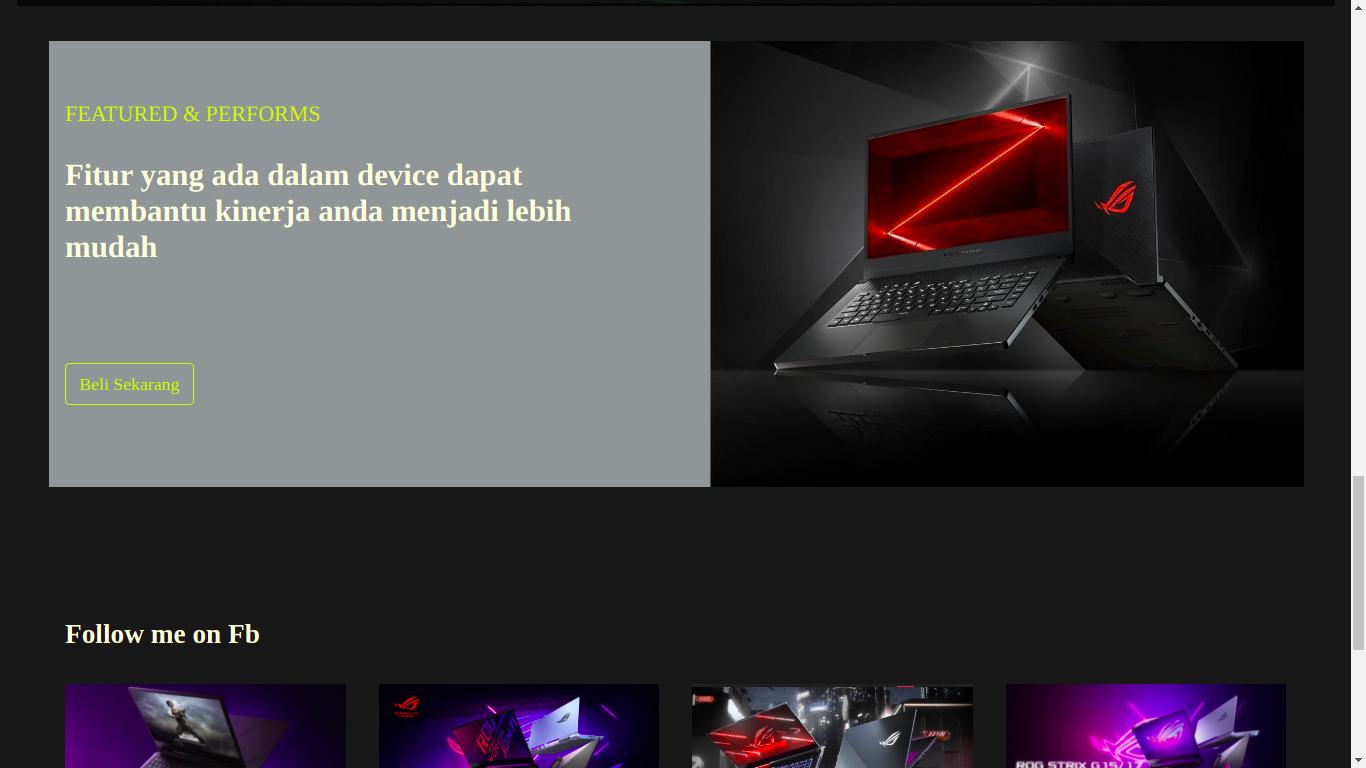 FEATURED & PERFORMS
Fitur yang ada dalam device dapat
membantu kinerja anda menjadi lebih
mudah
Beli Sekarang
Follow me on Fb
ROG STRIX G15/17